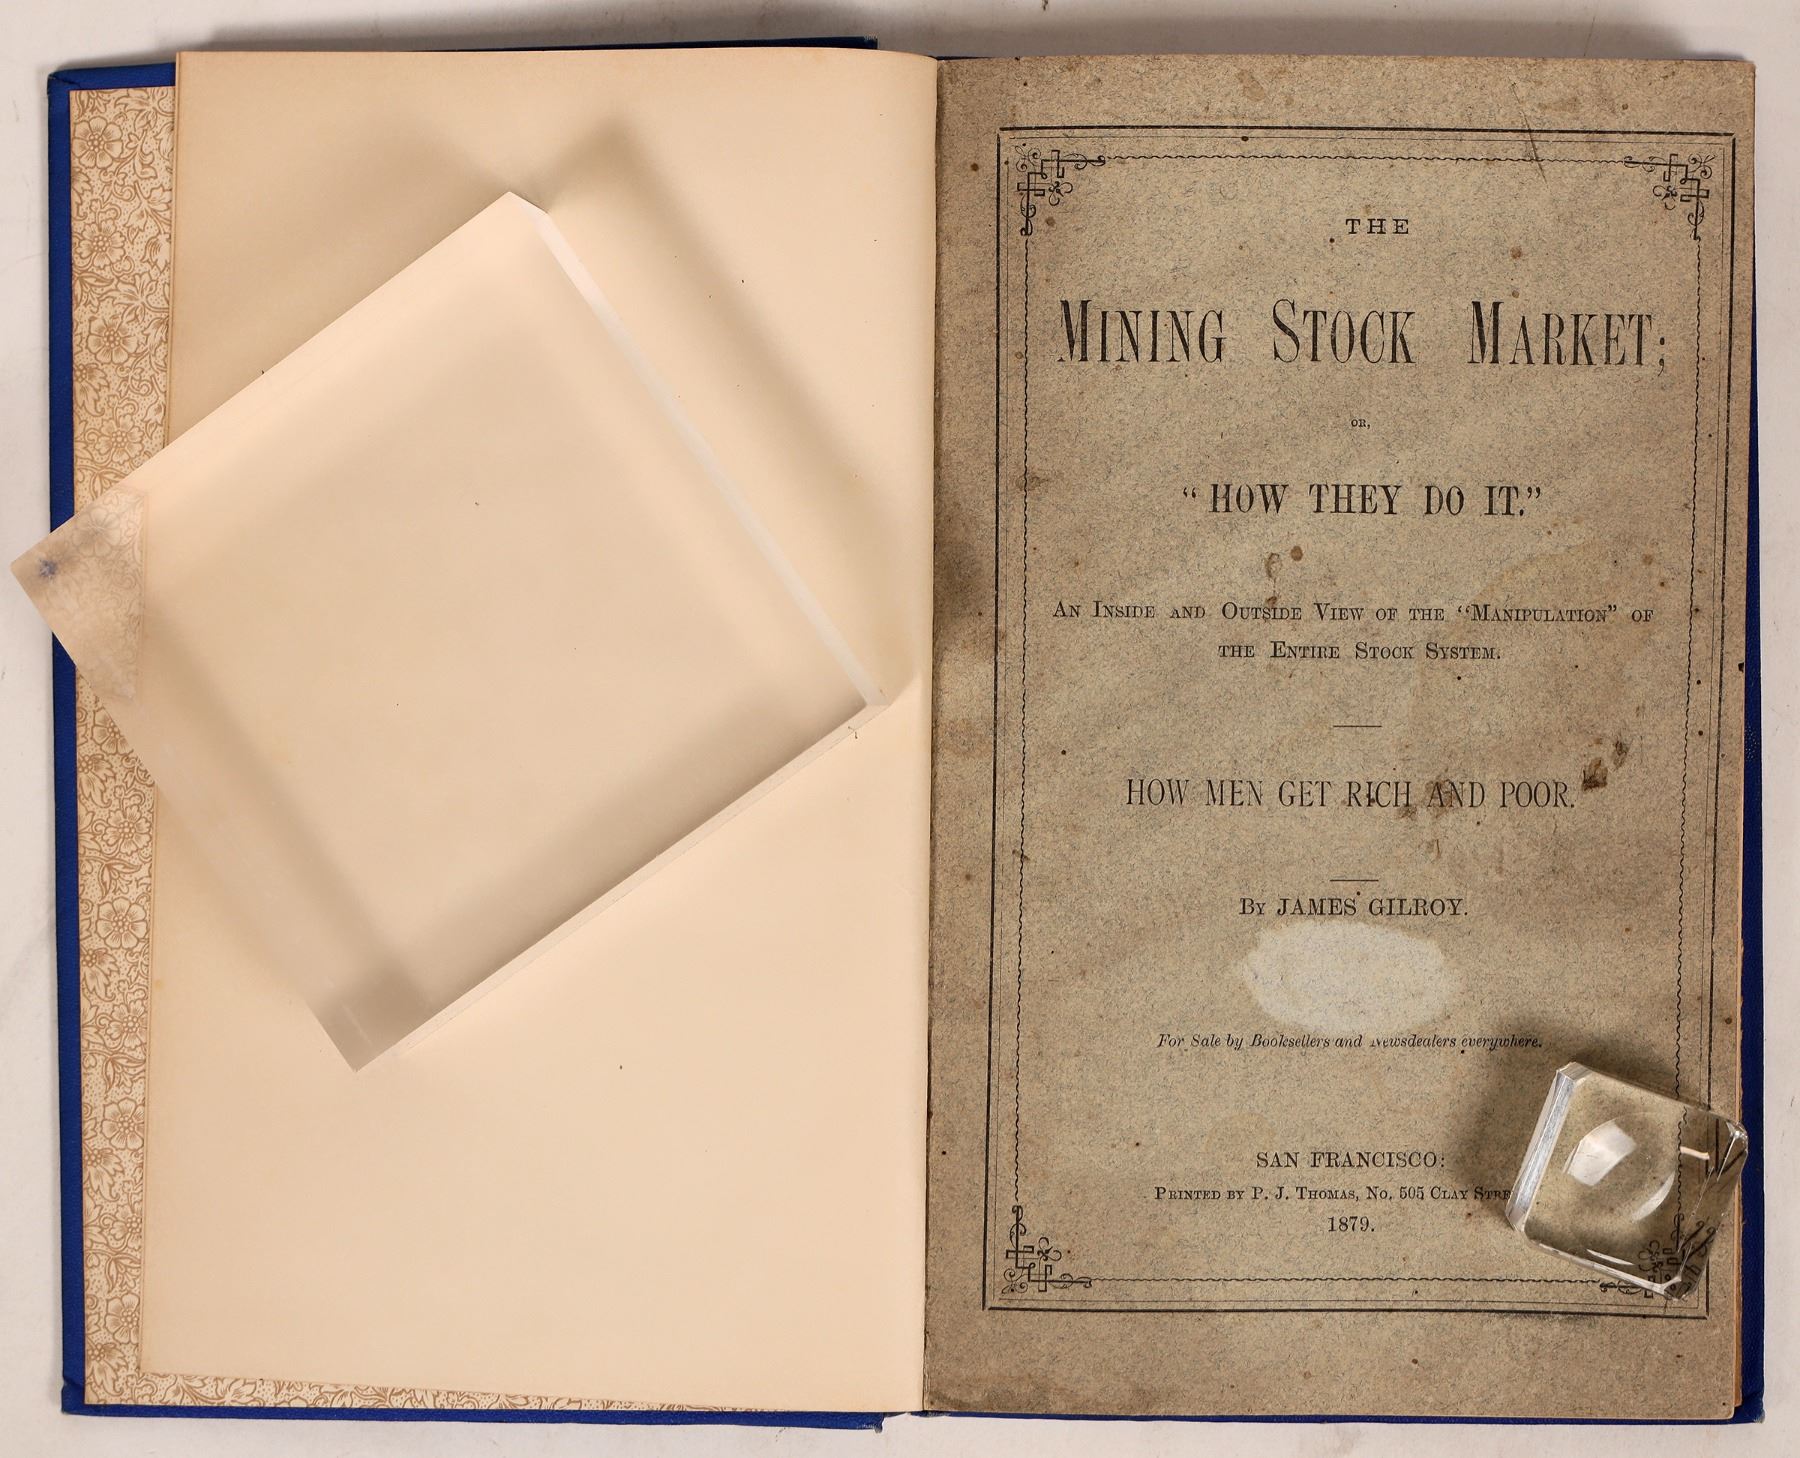 THE
MINING STOCK MARKET;
OR,
“HOW THEY DO IT.”
AN INSIDE AND OUTSIDE VIEW OF THE “MANIPULATION” OF
THE ENTIRE STOCK SYSTEM.
HOW MEN GET RICH AND POOR.
BY JAMES GILROY.
For Sale by Booksellers and Newsdealers everywhere.
SAN FRANCISCO:
PRINTED BY P. J. THOMAS, NO. 505 CLAY STRE
1879.